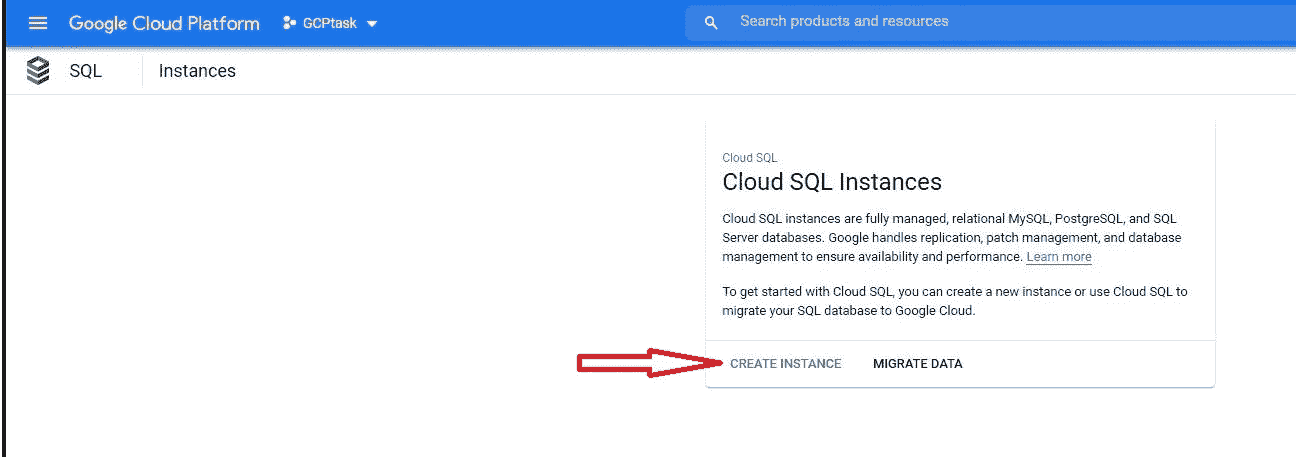 Google Cloud Platform GCPtask Search products and resources
SQL Instances
Cloud SQL
Cloud SQL Instances
Cloud SQL instances are fully managed, relational MySQL, PostgreSQL, and SQL
Server databases. Google handles replication, patch management, and database
management to ensure availability and performance. Learn more
To get started with Cloud SQL, you can create a new instance or use Cloud SQL to
migrate your SQL database to Google Cloud.
CREATE INSTANCE MIGRATE DATA